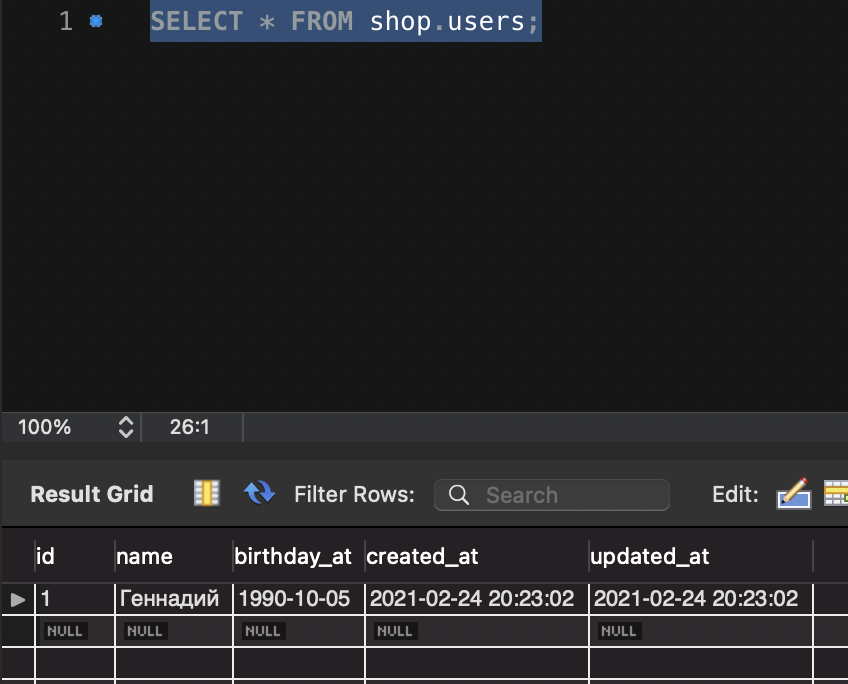 1 SELECT * FROM shop.users;
100% 26:1
Result Grid Filter Rows: Search Edit:
id name birthday_at created_at updated_at
1 Геннадий 1990-10-05 2021-02-24 20:23:02 2021-02-24 20:23:02
NULL NULL NULL NULL NULL